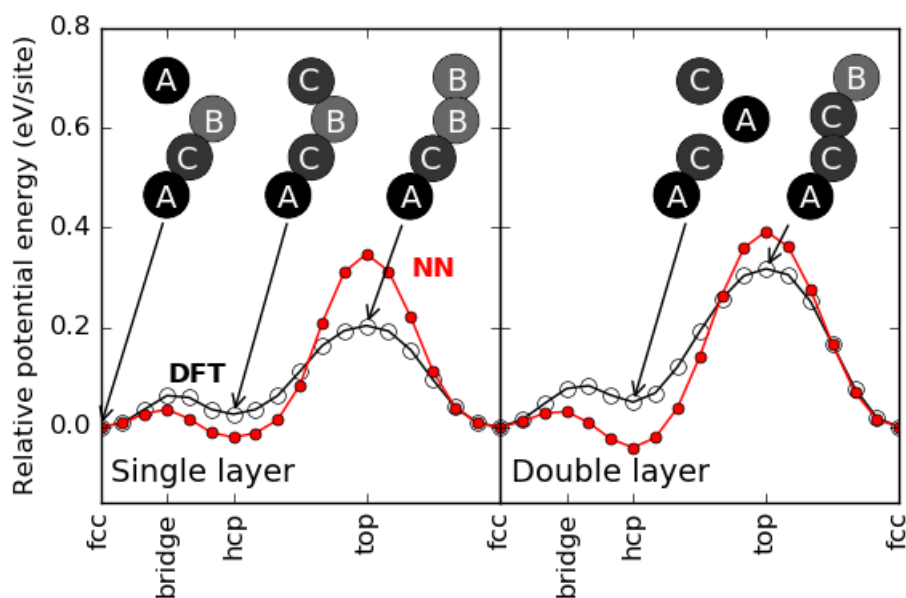 Relative potential energy (eV/site)
0.8
0.6
0.4
0.2
0.0
A
B
C
A
C
B
C
A
B
B
C
A
C
A
C
A
B
C
C
A
NN
DFT
Single layer
Double layer
fcc
bridge
hcp
top
fcc
bridge
hcp
top
fcc